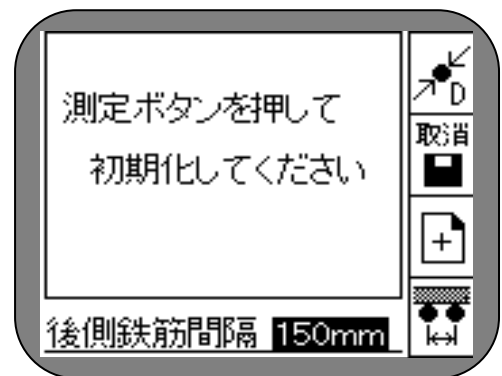 測定ボタンを押して
初期化してください
後側鉄筋間隔 150mm
D
取消